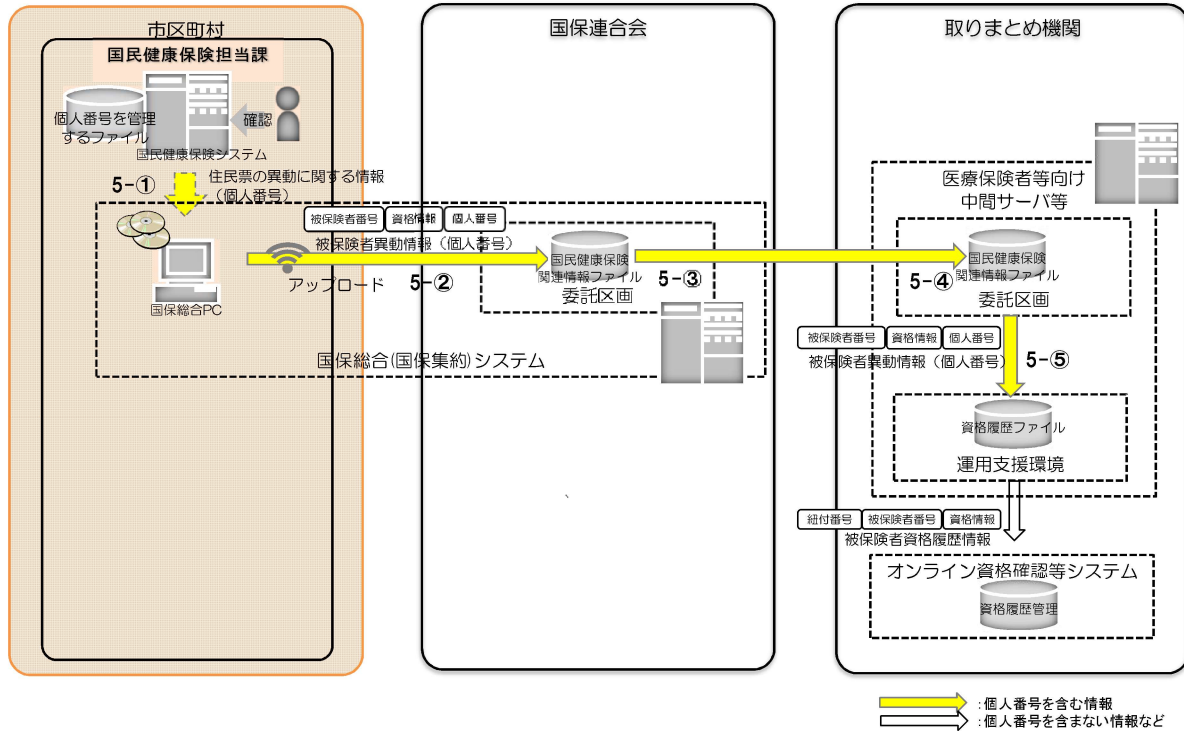 市区町村
国保連合会
取りまとめ機関
国民健康保険担当課
個人番号を管理
するファイル
確認
国民健康保険システム
5-①
住民票の異動に関する情報
（個人番号）
被保険者番号
資格情報
個人番号
被保険者異動情報（個人番号）
アップロード
5-②
国保総合PC
国民健康保険
関連情報ファイル
委託区画
5-③
国保総合(国保集約)システム
医療保険者等向け
中間サーバ等
国民健康保険
関連情報ファイル
5-④
委託区画
被保険者番号
資格情報
個人番号
被保険者異動情報（個人番号）
5-⑤
資格履歴ファイル
運用支援環境
紐付番号
被保険者番号
資格情報
被保険者資格履歴情報
オンライン資格確認等システム
資格履歴管理
、
:個人番号を含む情報
:個人番号を含まない情報など